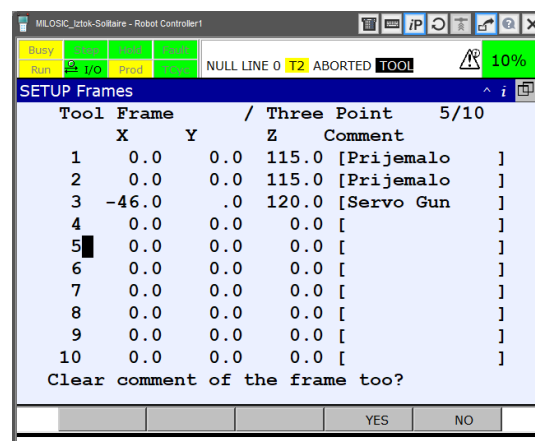 MILOSIC_Iztok-Solitaire - Robot Controller1
Busy Step Hold Fault
Run I/O Prod TCyc
NULL LINE 0 T2 ABORTED TOOL
10%
SETUP Frames
Tool Frame / Three Point 5/10
X Y Z Comment
1 0.0 0.0 115.0 [Prijemalo ]
2 0.0 0.0 115.0 [Prijemalo ]
3 -46.0 .0 120.0 [Servo Gun ]
4 0.0 0.0 0.0 [ ]
5 0.0 0.0 0.0 [ ]
6 0.0 0.0 0.0 [ ]
7 0.0 0.0 0.0 [ ]
8 0.0 0.0 0.0 [ ]
9 0.0 0.0 0.0 [ ]
10 0.0 0.0 0.0 [ ]
Clear comment of the frame too?
YES NO